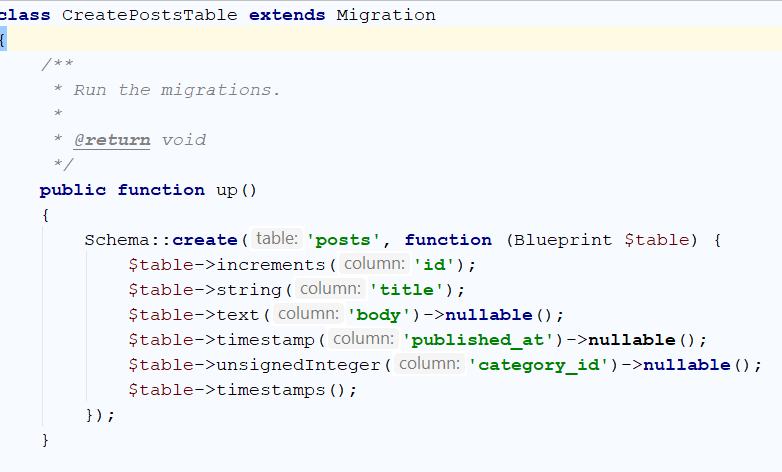 class CreatePostsTable extends Migration
{
/**
* Run the migrations.
*
* @return void
*/
public function up()
{
Schema::create( table: 'posts', function (Blueprint $table) {
$table->increments( column: 'id');
$table->string( column: 'title');
$table->text( column: 'body')->nullable();
$table->timestamp( column: 'published_at')->nullable();
$table->unsignedInteger( column: 'category_id')->nullable();
$table->timestamps();
});
}